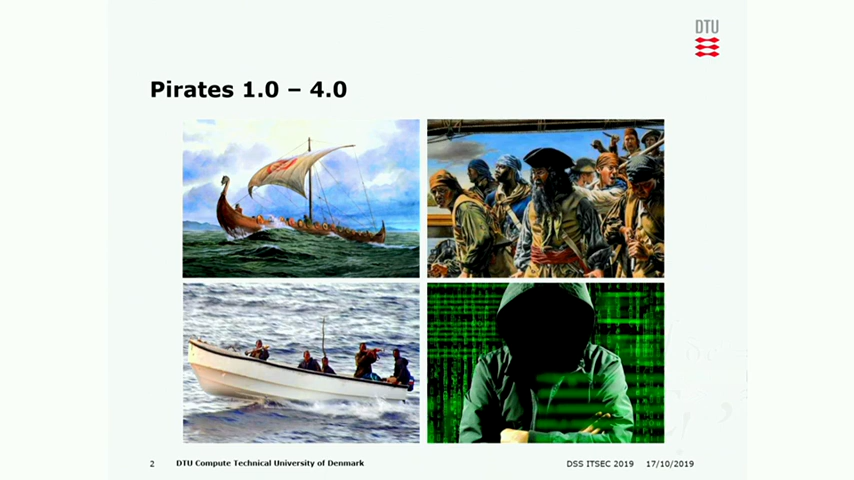 DTU
Pirates 1.0 – 4.0
2 DTU Compute Technical University of Denmark DSS ITSEC 2019 17/10/2019